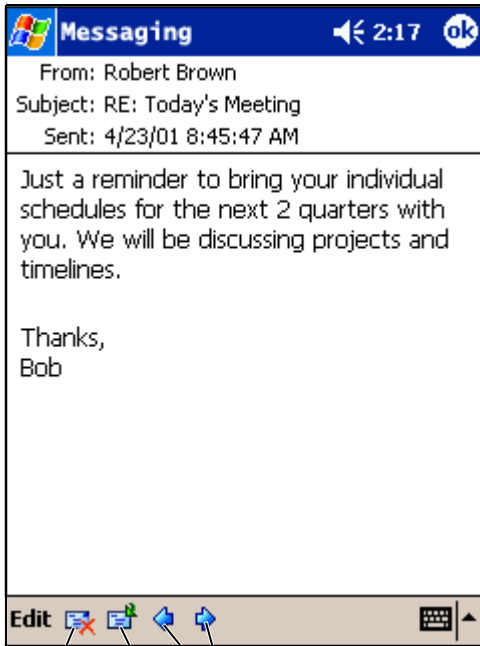 Messaging 2:17 ok
From: Robert Brown
Subject: RE: Today's Meeting
Sent: 4/23/01 8:45:47 AM
Just a reminder to bring your individual
schedules for the next 2 quarters with
you. We will be discussing projects and
timelines.
Thanks,
Bob
Edit